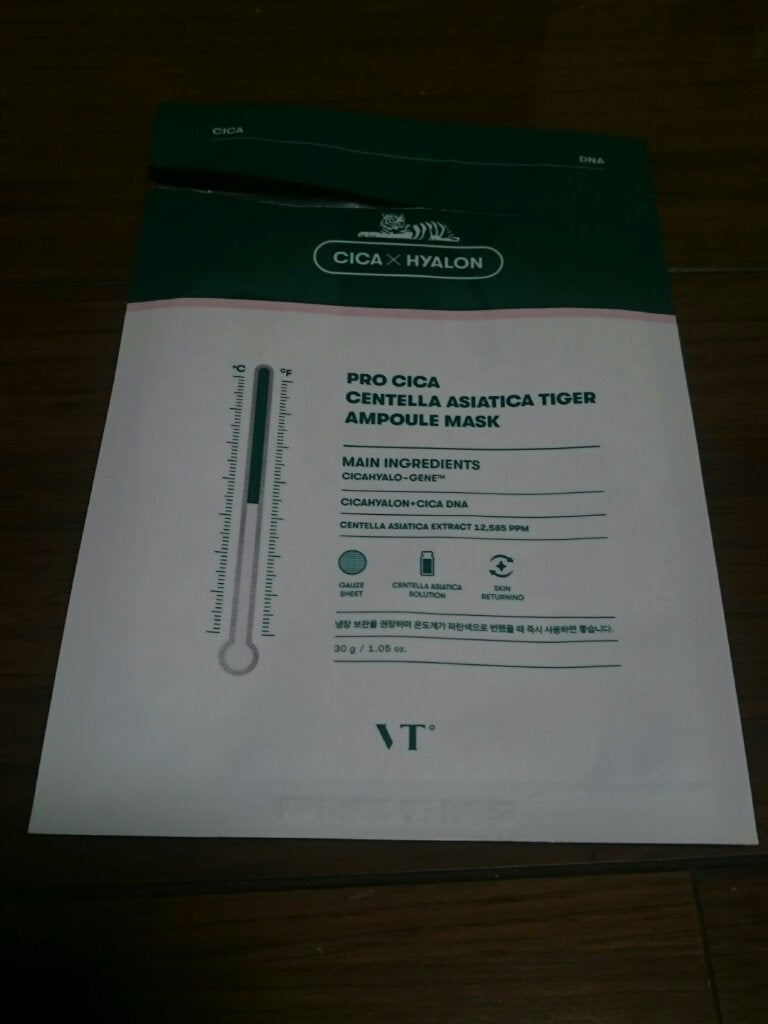 CICA
DNA
CICA × HYALON
°C
°F
PRO CICA
CENTELLA ASIATICA TIGER
AMPOULE MASK
MAIN INGREDIENTS
CICAHYALO-GENE™
CICAHYALON+CICA DNA
CENTELLA ASIATICA EXTRACT 12,585 PPM
GAUZE
SHEET
CENTELLA ASIATICA
SOLUTION
SKIN
RETURNING
냉장 보관을 권장하며 온도계가 파란색으로 변했을 때 즉시 사용하면 좋습니다.
30 g / 1.05 oz.
VT°